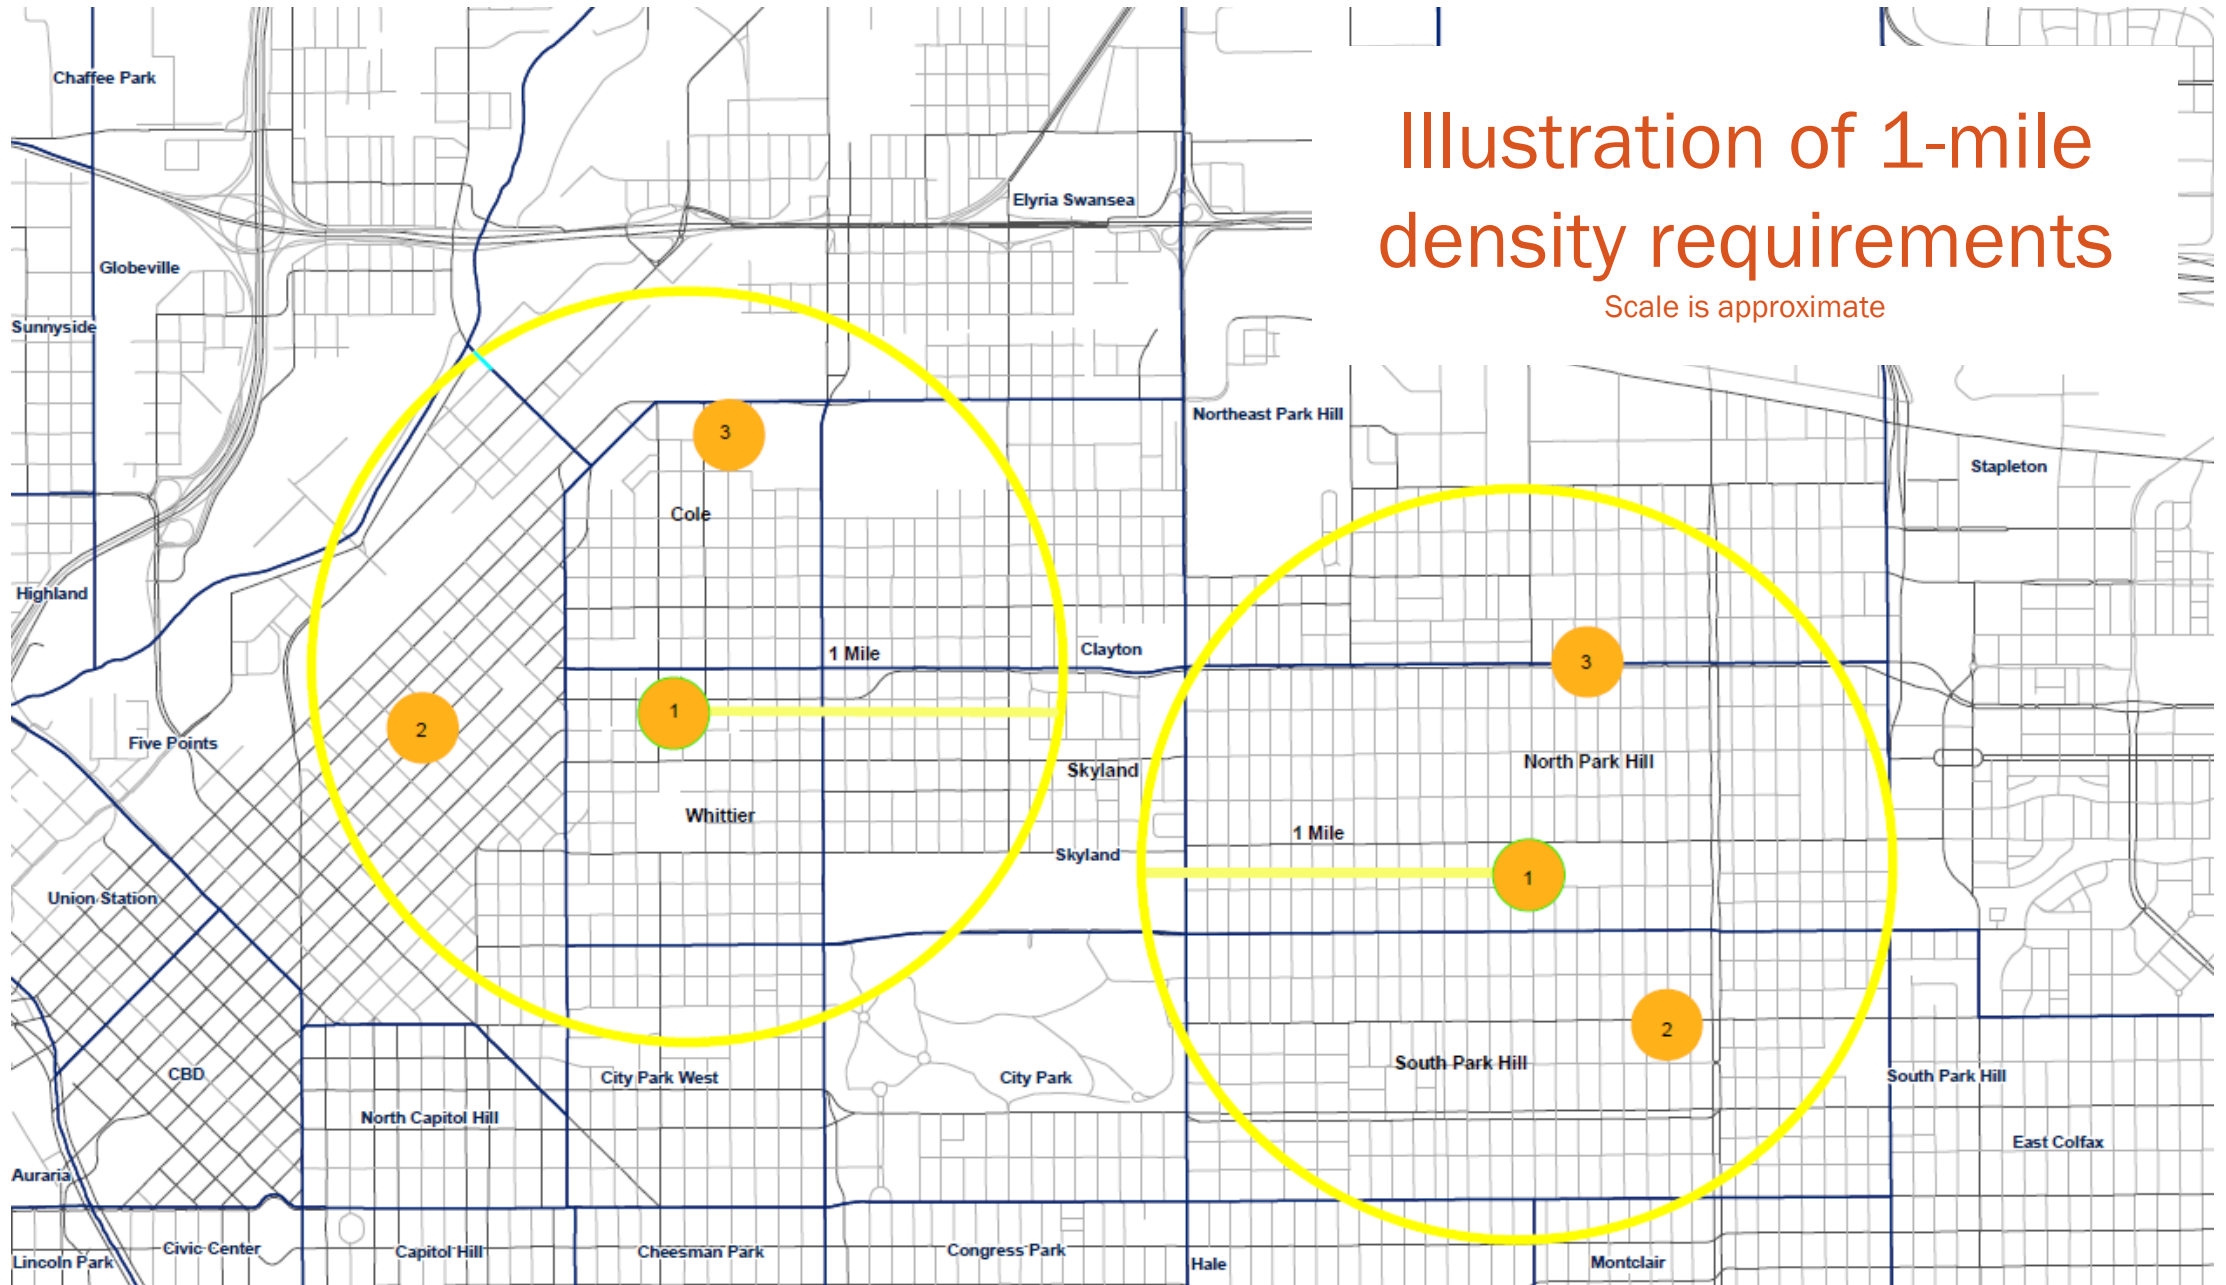 Illustration of 1-mile
density requirements
Scale is approximate
Chaffee Park
Elyria Swansea
Globeville
Sunnyside
Northeast Park Hill
3
Stapleton
Cole
Highland
1 Mile
Clayton
3
1
2
Five Points
North Park Hill
Skyland
Whittier
1 Mile
Skyland
1
Union Station
2
South Park Hill
CBD
City Park West
City Park
South Park Hill
North Capitol Hill
East Colfax
Auraria
Civic Center
Capitol Hill
Cheesman Park
Congress Park
Lincoln Park
Hale
Montclair